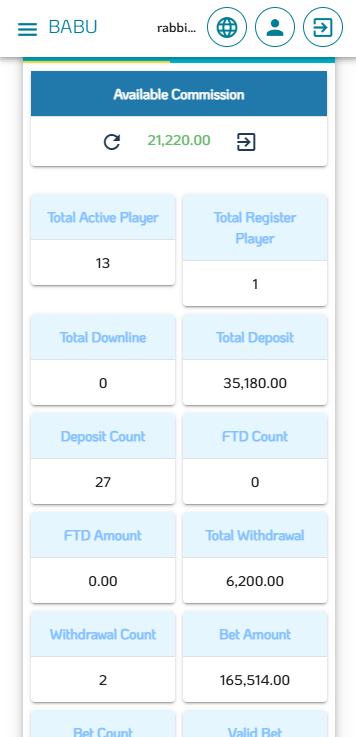 BABU
rabbi...
Available Commission
21,220.00
Total Active Player
13
Total Register
Player
1
Total Downline
0
Total Deposit
35,180.00
Deposit Count
27
FTD Count
0
FTD Amount
0.00
Total Withdrawal
6,200.00
Withdrawal Count
2
Bet Amount
165,514.00
Bet Count
Valid Bet